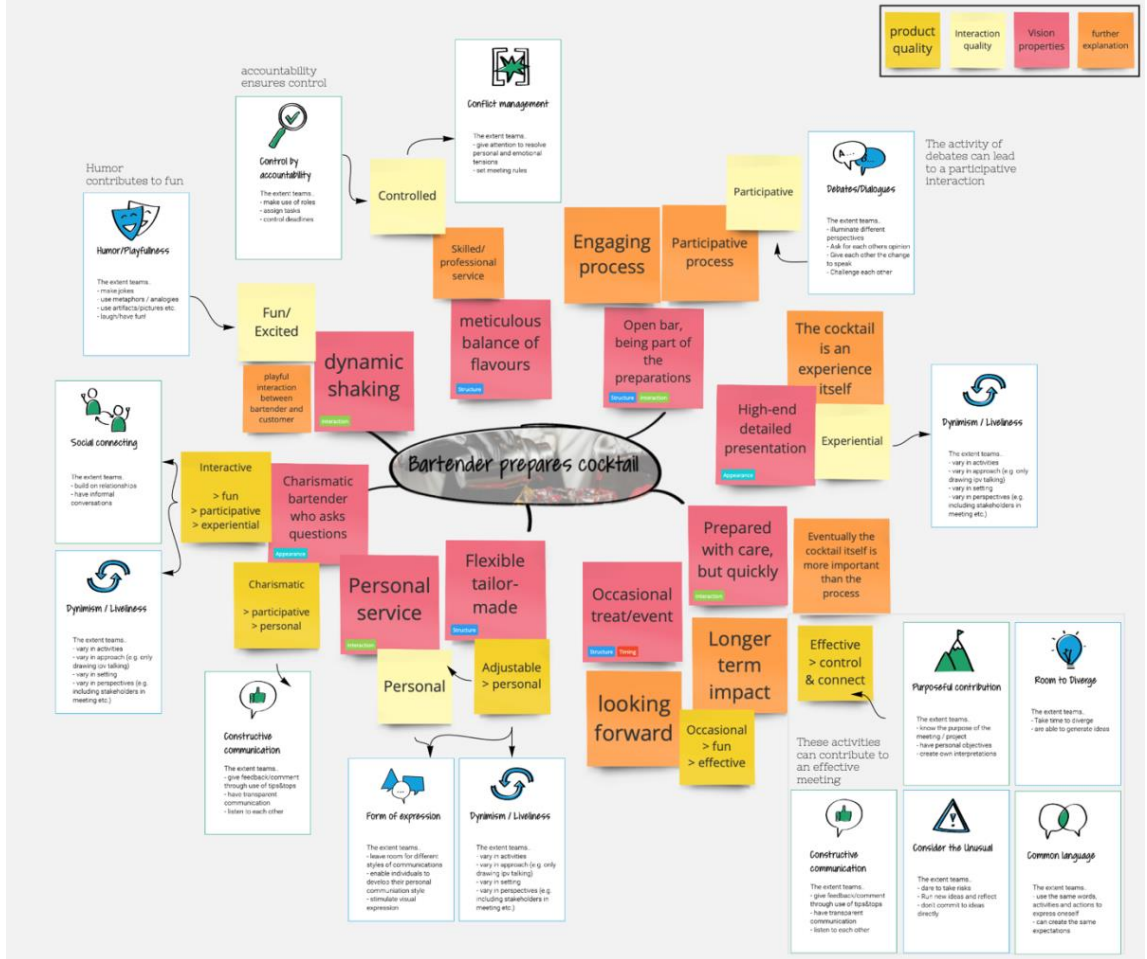 product
quality
Interaction
quality
Vision
properties
further
explanation
accountability
ensures control
Control by
accountability
The extent teams..
- make use of roles
- assign tasks
- control deadlines
Controlled
Conflict management
The extent teams..
- give attention to resolve
personal and emotional
tensions
- set meeting rules
Humor
contributes to fun
Humor/Playfullness
The extent teams..
- make jokes
- use metaphors / analogies
- use artifacts/pictures etc.
- laugh/have fun!
Fun/
Excited
playful
interaction
between
bartender and
customer
dynamic
shaking
Interaction
Skilled/
professional
service
meticulous
balance of
flavours
Structure
Engaging
process
Participative
process
Participative
Open bar,
being part of
the
preparations
Structure
Interaction
Debates/Dialogues
The extent teams..
- illuminate different
perspectives
- Ask for each others opinion
- Give each other the change
to speak
- Challenge each other
The activity of
debates can lead
to a participative
interaction
The cocktail
is an
experience
itself
High-end
detailed
presentation
Appearance
Experiential
Dynimism / Liveliness
The extent teams..
- vary in activities
- vary in approach (e.g. only
drawing ipv talking)
- vary in setting
- vary in perspectives (e.g.
including stakeholders in
meeting etc.)
Bartender prepares cocktail
Social connecting
The extent teams..
- build on relationships
- have informal
conversations
Dynimism / Liveliness
The extent teams..
- vary in activities
- vary in approach (e.g. only
drawing ipv talking)
- vary in setting
- vary in perspectives (e.g.
including stakeholders in
meeting etc.)
Interactive
> fun
> participative
> experiential
Charismatic
bartender
who asks
questions
Appearance
Charismatic
> participative
> personal
Constructive
communication
The extent teams..
- give feedback/comment
through use of tips&tops
- have transparent
communication
- listen to each other
Personal
service
Interaction
Flexible
tailor-
made
Structure
Personal
Adjustable
> personal
Form of expression
The extent teams..
- leave room for different
styles of communications
- enable individuals to
develop their personal
communiation style
- stimulate visual
expression
Dynimism / Liveliness
The extent teams..
- vary in activities
- vary in approach (e.g. only
drawing ipv talking)
- vary in setting
- vary in perspectives (e.g.
including stakeholders in
meeting etc.)
Occasional
treat/event
Structure
Timing
looking
forward
Longer
term
impact
Occasional
> fun
> effective
Prepared
with care,
but quickly
Interaction
Eventually the
cocktail itself is
more important
than the
process
Effective
> control
& connect
These activities
can contribute to
an effective
meeting
Purposeful contribution
The extent teams..
- know the purpose of the
meeting / project
- have personal objectives
- create own interpretations
Room to Diverge
The extent teams..
- Take time to diverge
- are able to generate ideas
Constructive
communication
The extent teams..
- give feedback/comment
through use of tips&tops
- have transparent
communication
- listen to each other
Consider the Unusual
The extent teams..
- dare to take risks
- Run new ideas and reflect
- don't commit to ideas
directly
Common language
The extent teams..
- use the same words,
activities and actions to
express oneself
- can create the same
expectations